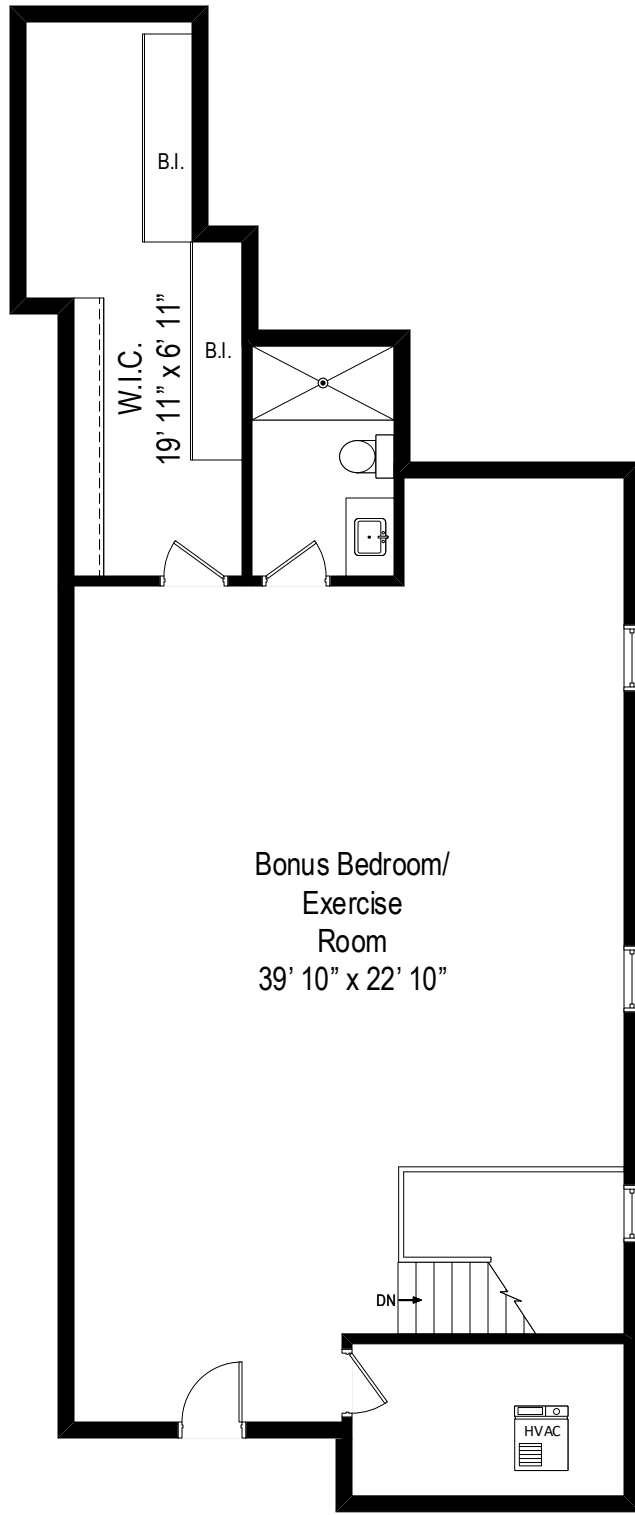 B.I.
B.I.
W.I.C.
19’ 11” x 6’ 11”
Bonus Bedroom/
Exercise
Room
39’ 10” x 22’ 10”
DN
HVAC